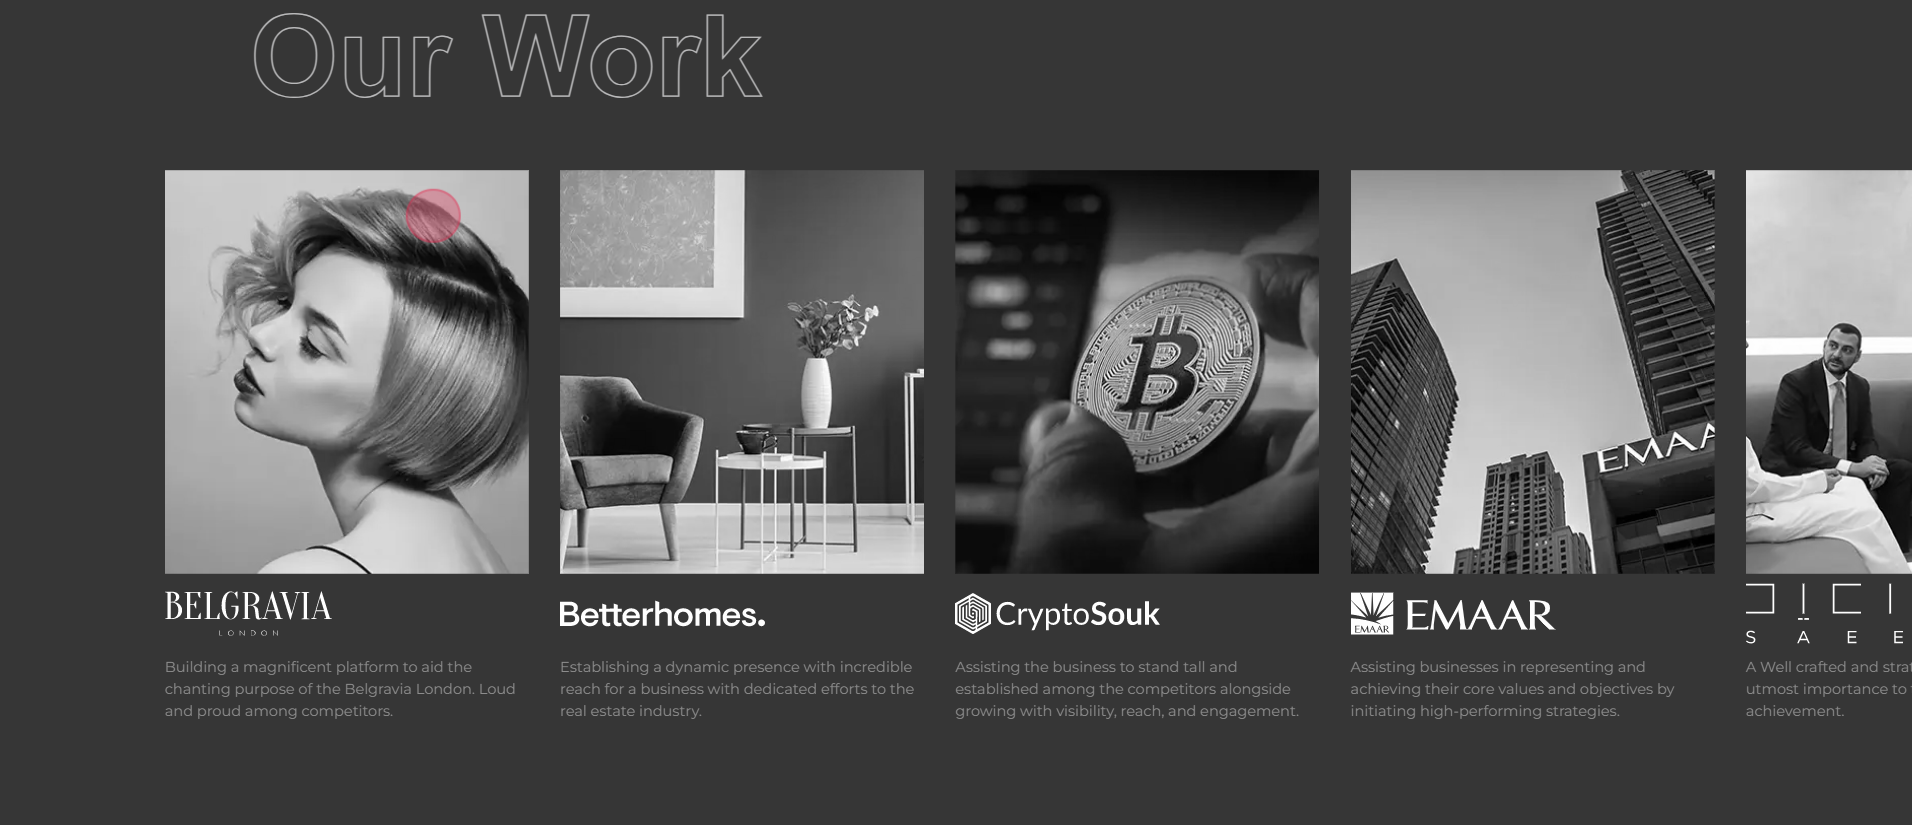 Our Work
EMAA
BELGRAVIA
LONDON
Building a magnificent platform to aid the
chanting purpose of the Belgravia London. Loud
and proud among competitors.
Betterhomes.
Establishing a dynamic presence with incredible
reach for a business with dedicated efforts to the
real estate industry.
CryptoSouk
Assisting the business to stand tall and
established among the competitors alongside
growing with visibility, reach, and engagement.
EMAAR
EMAAR
Assisting businesses in representing and
achieving their core values and objectives by
initiating high-performing strategies.
S A E E
A Well crafted and
utmost importance to
achievement.